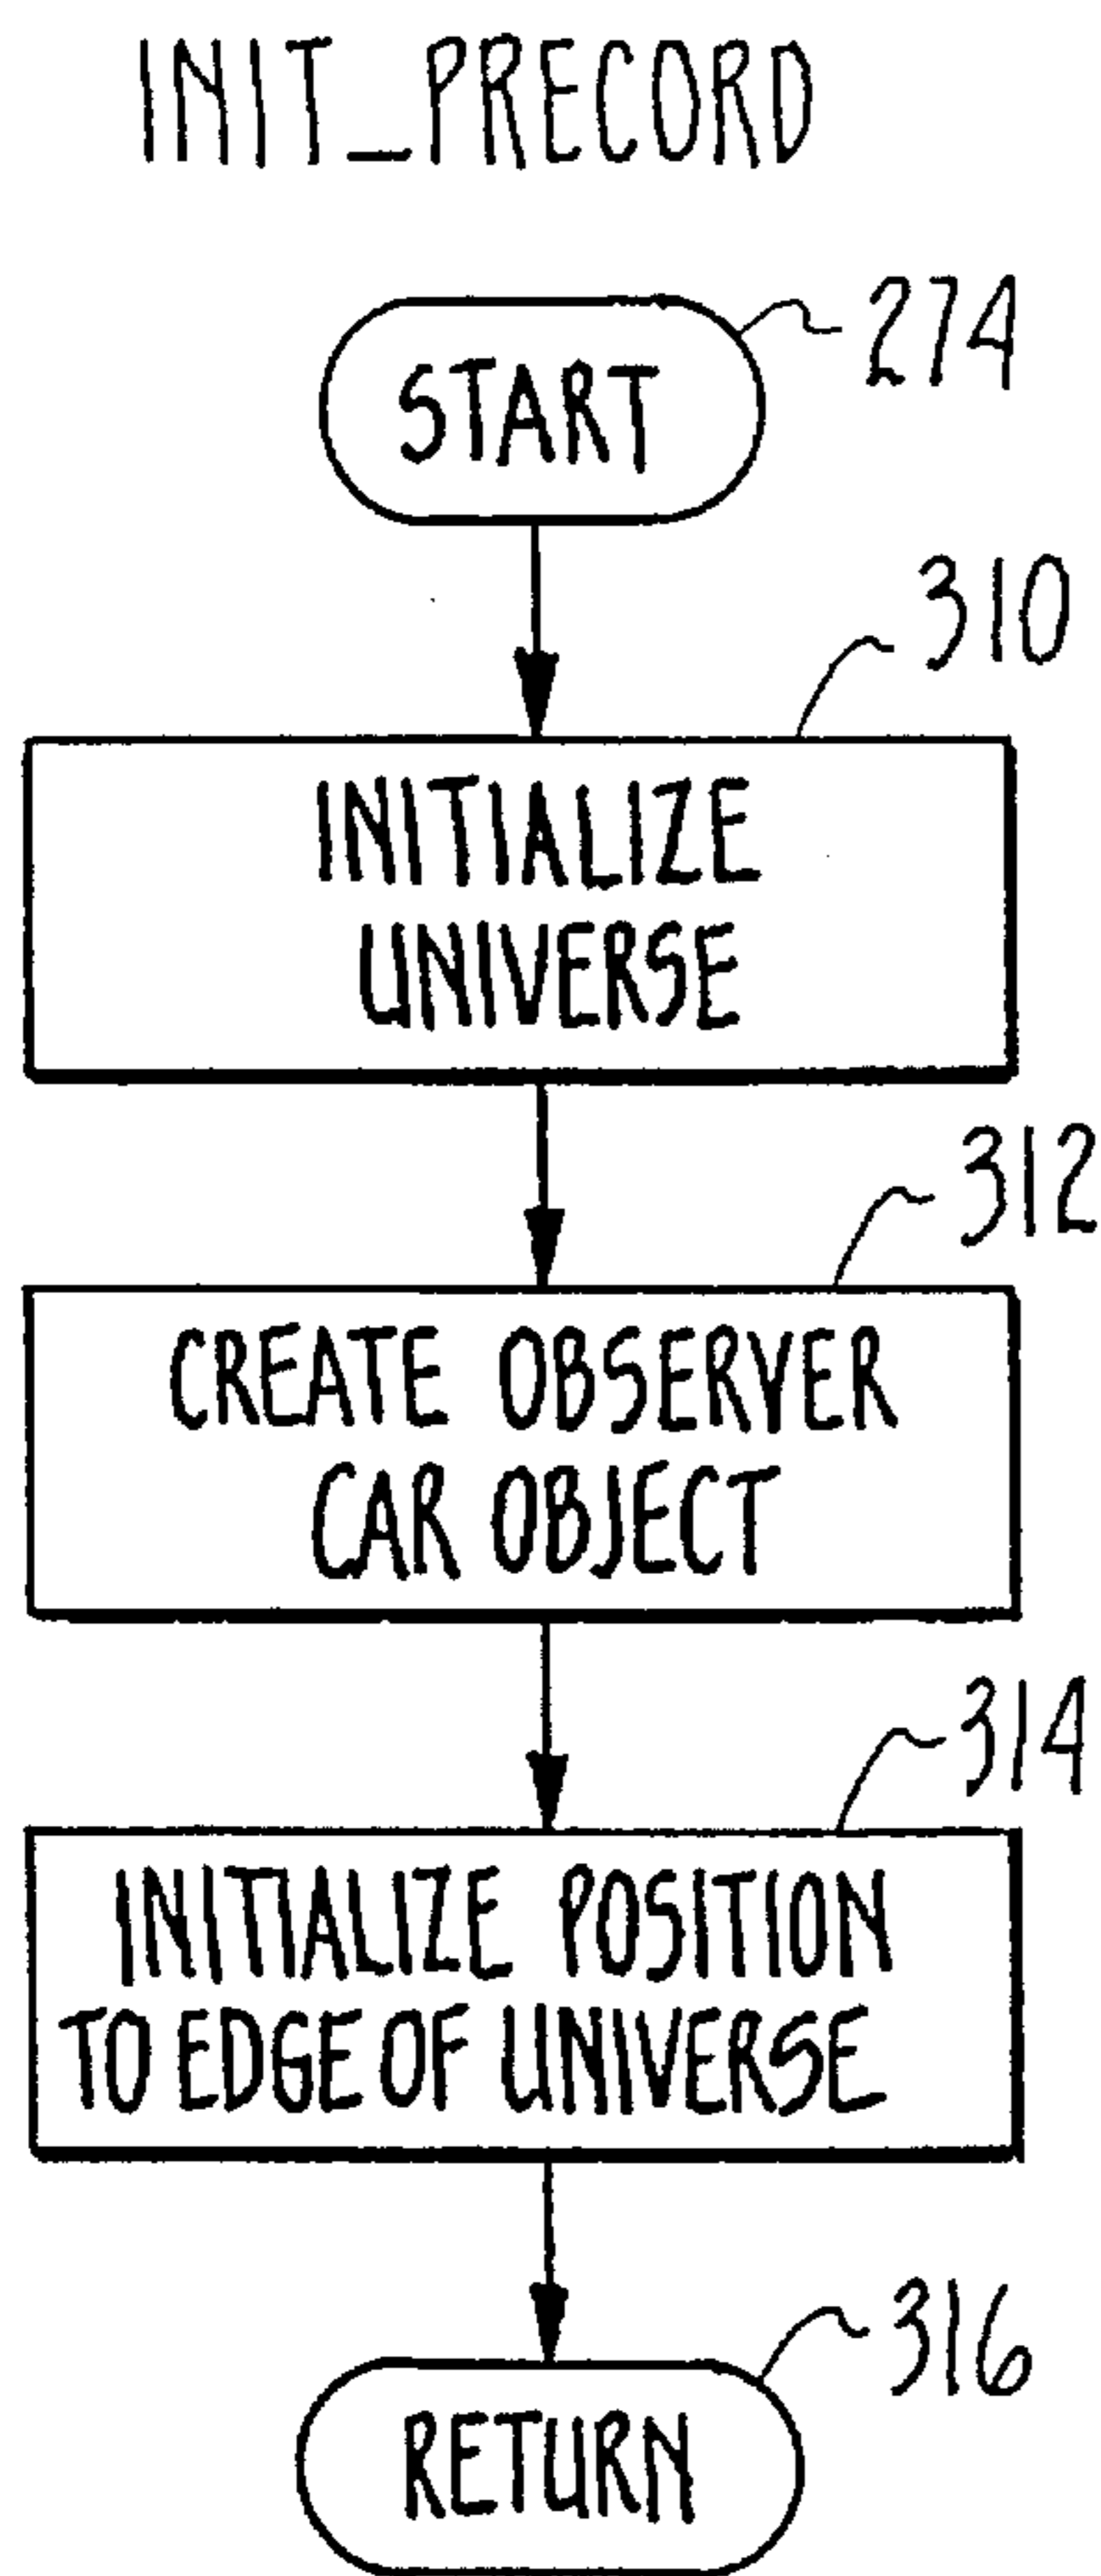 INIT_PRECORD
START
274
310
INITIALIZE
UNIVERSE
312
CREATE OBSERVER
CAR OBJECT
314
INITIALIZE POSITION
TO EDGE OF UNIVERSE
316
RETURN